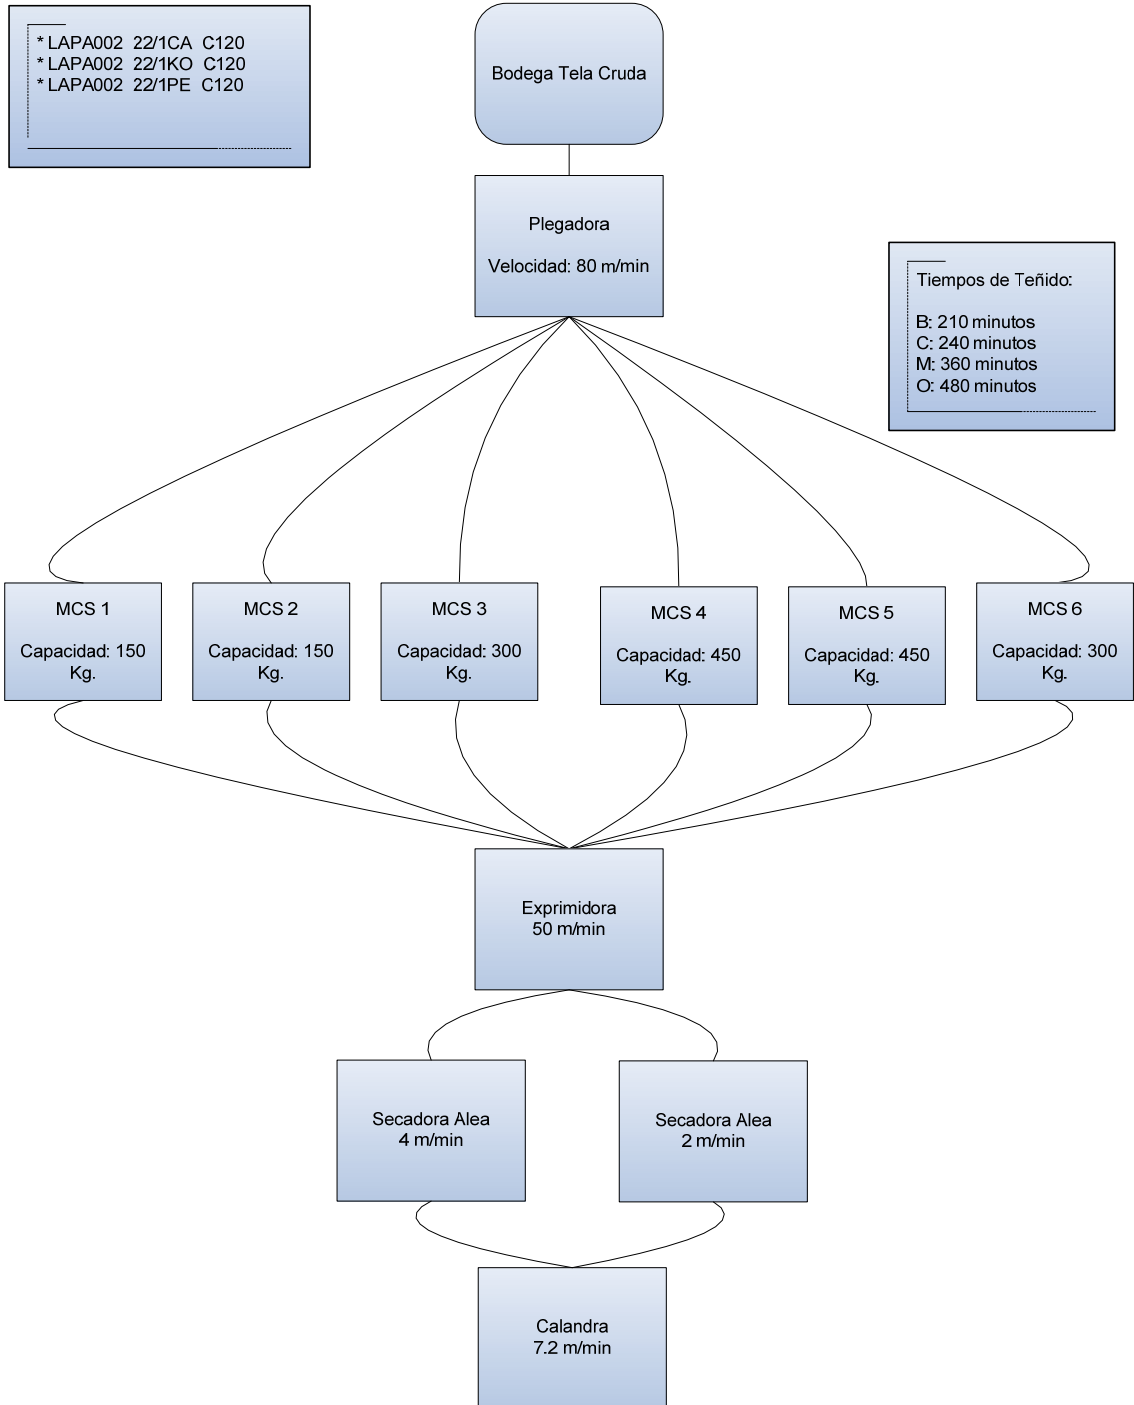 * LAPA002  22/1CA  C120
* LAPA002  22/1KO  C120
* LAPA002  22/1PE  C120
Bodega Tela Cruda
Plegadora
Velocidad: 80 m/min
Tiempos de Teñido:
B: 210 minutos
C: 240 minutos
M: 360 minutos
O: 480 minutos
MCS 1
Capacidad: 150
Kg.
MCS 2
Capacidad: 150
Kg.
MCS 3
Capacidad: 300
Kg.
MCS 4
Capacidad: 450
Kg.
MCS 5
Capacidad: 450
Kg.
MCS 6
Capacidad: 300
Kg.
Exprimidora
50 m/min
Secadora Alea
4 m/min
Secadora Alea
2 m/min
Calandra
7.2 m/min